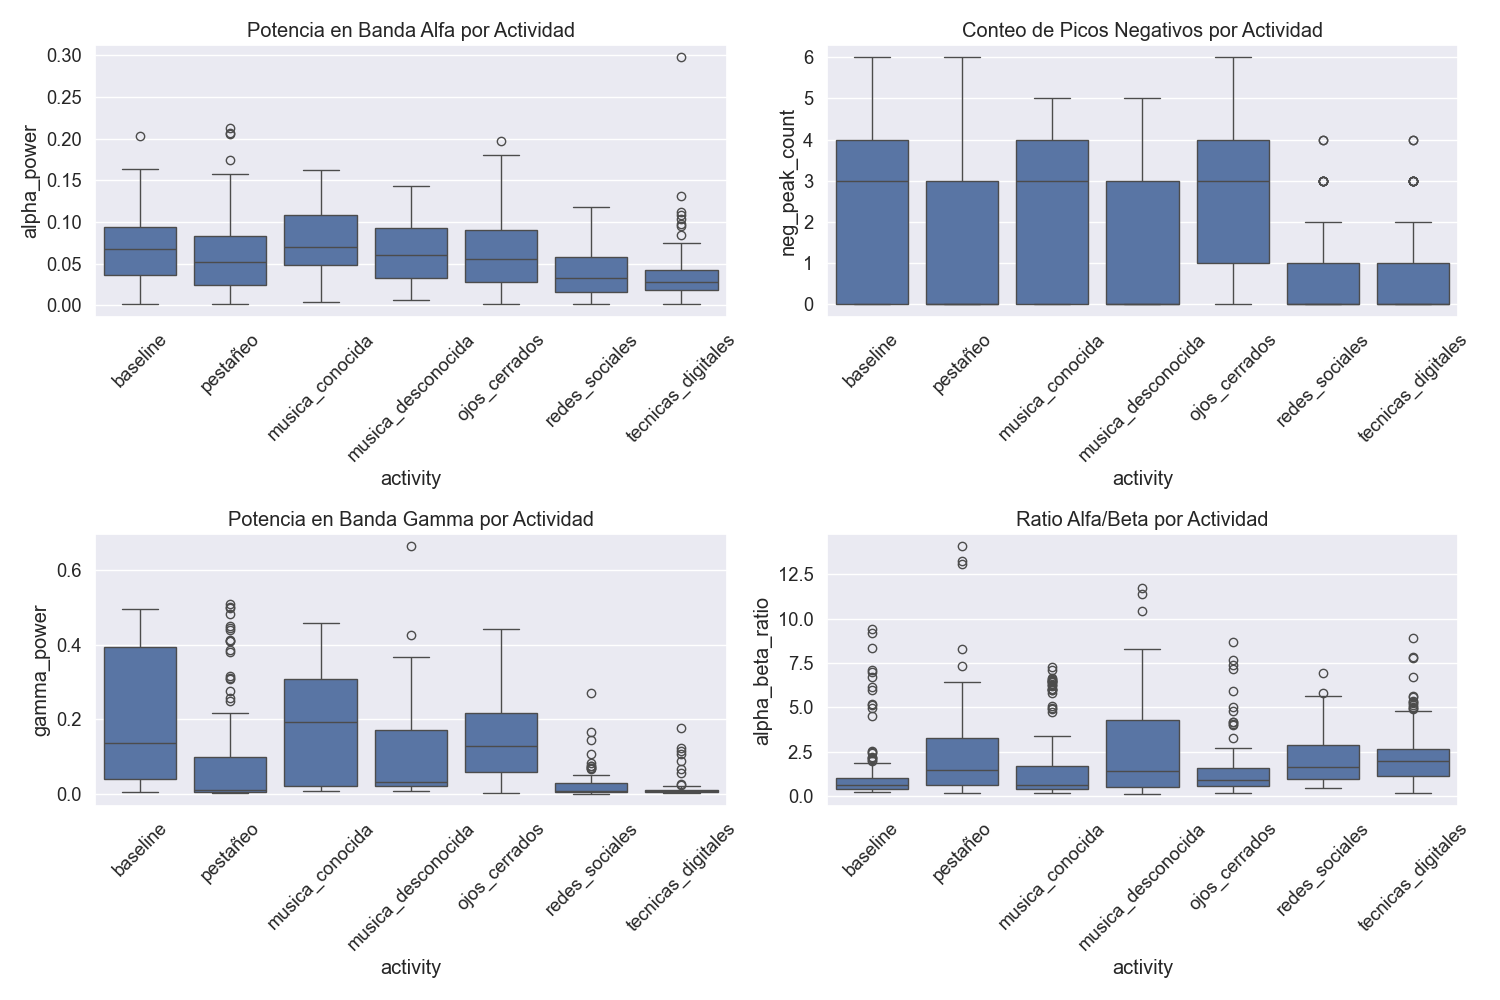 Potencia en Banda Alfa por Actividad
alpha_power
0.30
0.25
0.20
0.15
0.10
0.05
0.00
baseline
pestañeo
musica_conocida
musica_desconocida
ojos_cerrados
redes_sociales
tecnicas_digitales
activity
Conteo de Picos Negativos por Actividad
neg_peak_count
6
5
4
3
2
1
0
baseline
pestañeo
musica_conocida
musica_desconocida
ojos_cerrados
redes_sociales
tecnicas_digitales
activity
Potencia en Banda Gamma por Actividad
gamma_power
0.6
0.4
0.2
0.0
baseline
pestañeo
musica_conocida
musica_desconocida
ojos_cerrados
redes_sociales
tecnicas_digitales
activity
Ratio Alfa/Beta por Actividad
alpha_beta_ratio
12.5
10.0
7.5
5.0
2.5
0.0
baseline
pestañeo
musica_conocida
musica_desconocida
ojos_cerrados
redes_sociales
tecnicas_digitales
activity